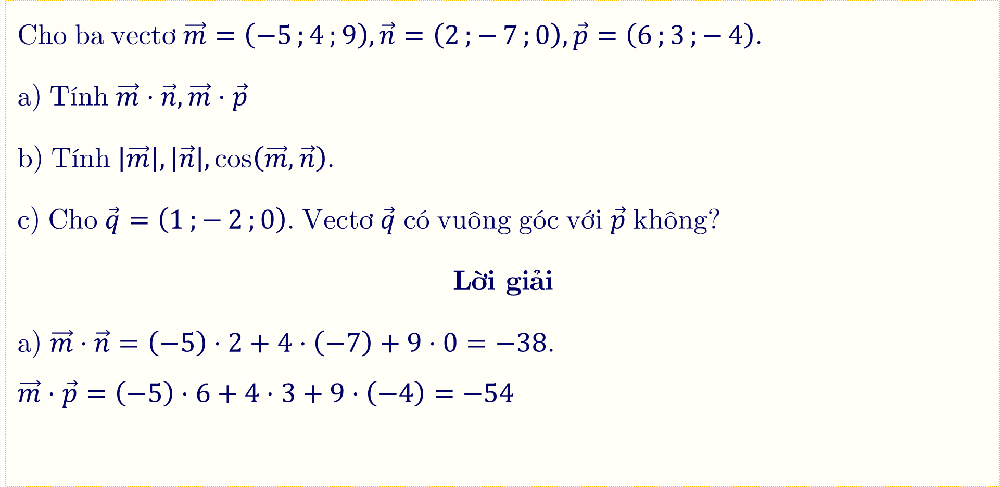 Cho ba vectơ \(\vec{m} = (-5\,;4\,;9), \vec{n} = (2\,;-7\,;0), \vec{p} = (6\,;3\,;-4)\).
a) Tính \(\vec{m} \cdot \vec{n}, \vec{m} \cdot \vec{p}\)
b) Tính \(|\vec{m}|, |\vec{n}|, \cos(\vec{m}, \vec{n})\).
c) Cho \(\vec{q} = (1\,;-2\,;0)\). Vectơ \(\vec{q}\) có vuông góc với \(\vec{p}\) không?
Lời giải
a) \(\vec{m} \cdot \vec{n} = (-5) \cdot 2 + 4 \cdot (-7) + 9 \cdot 0 = -38\).
\(\vec{m} \cdot \vec{p} = (-5) \cdot 6 + 4 \cdot 3 + 9 \cdot (-4) = -54\)